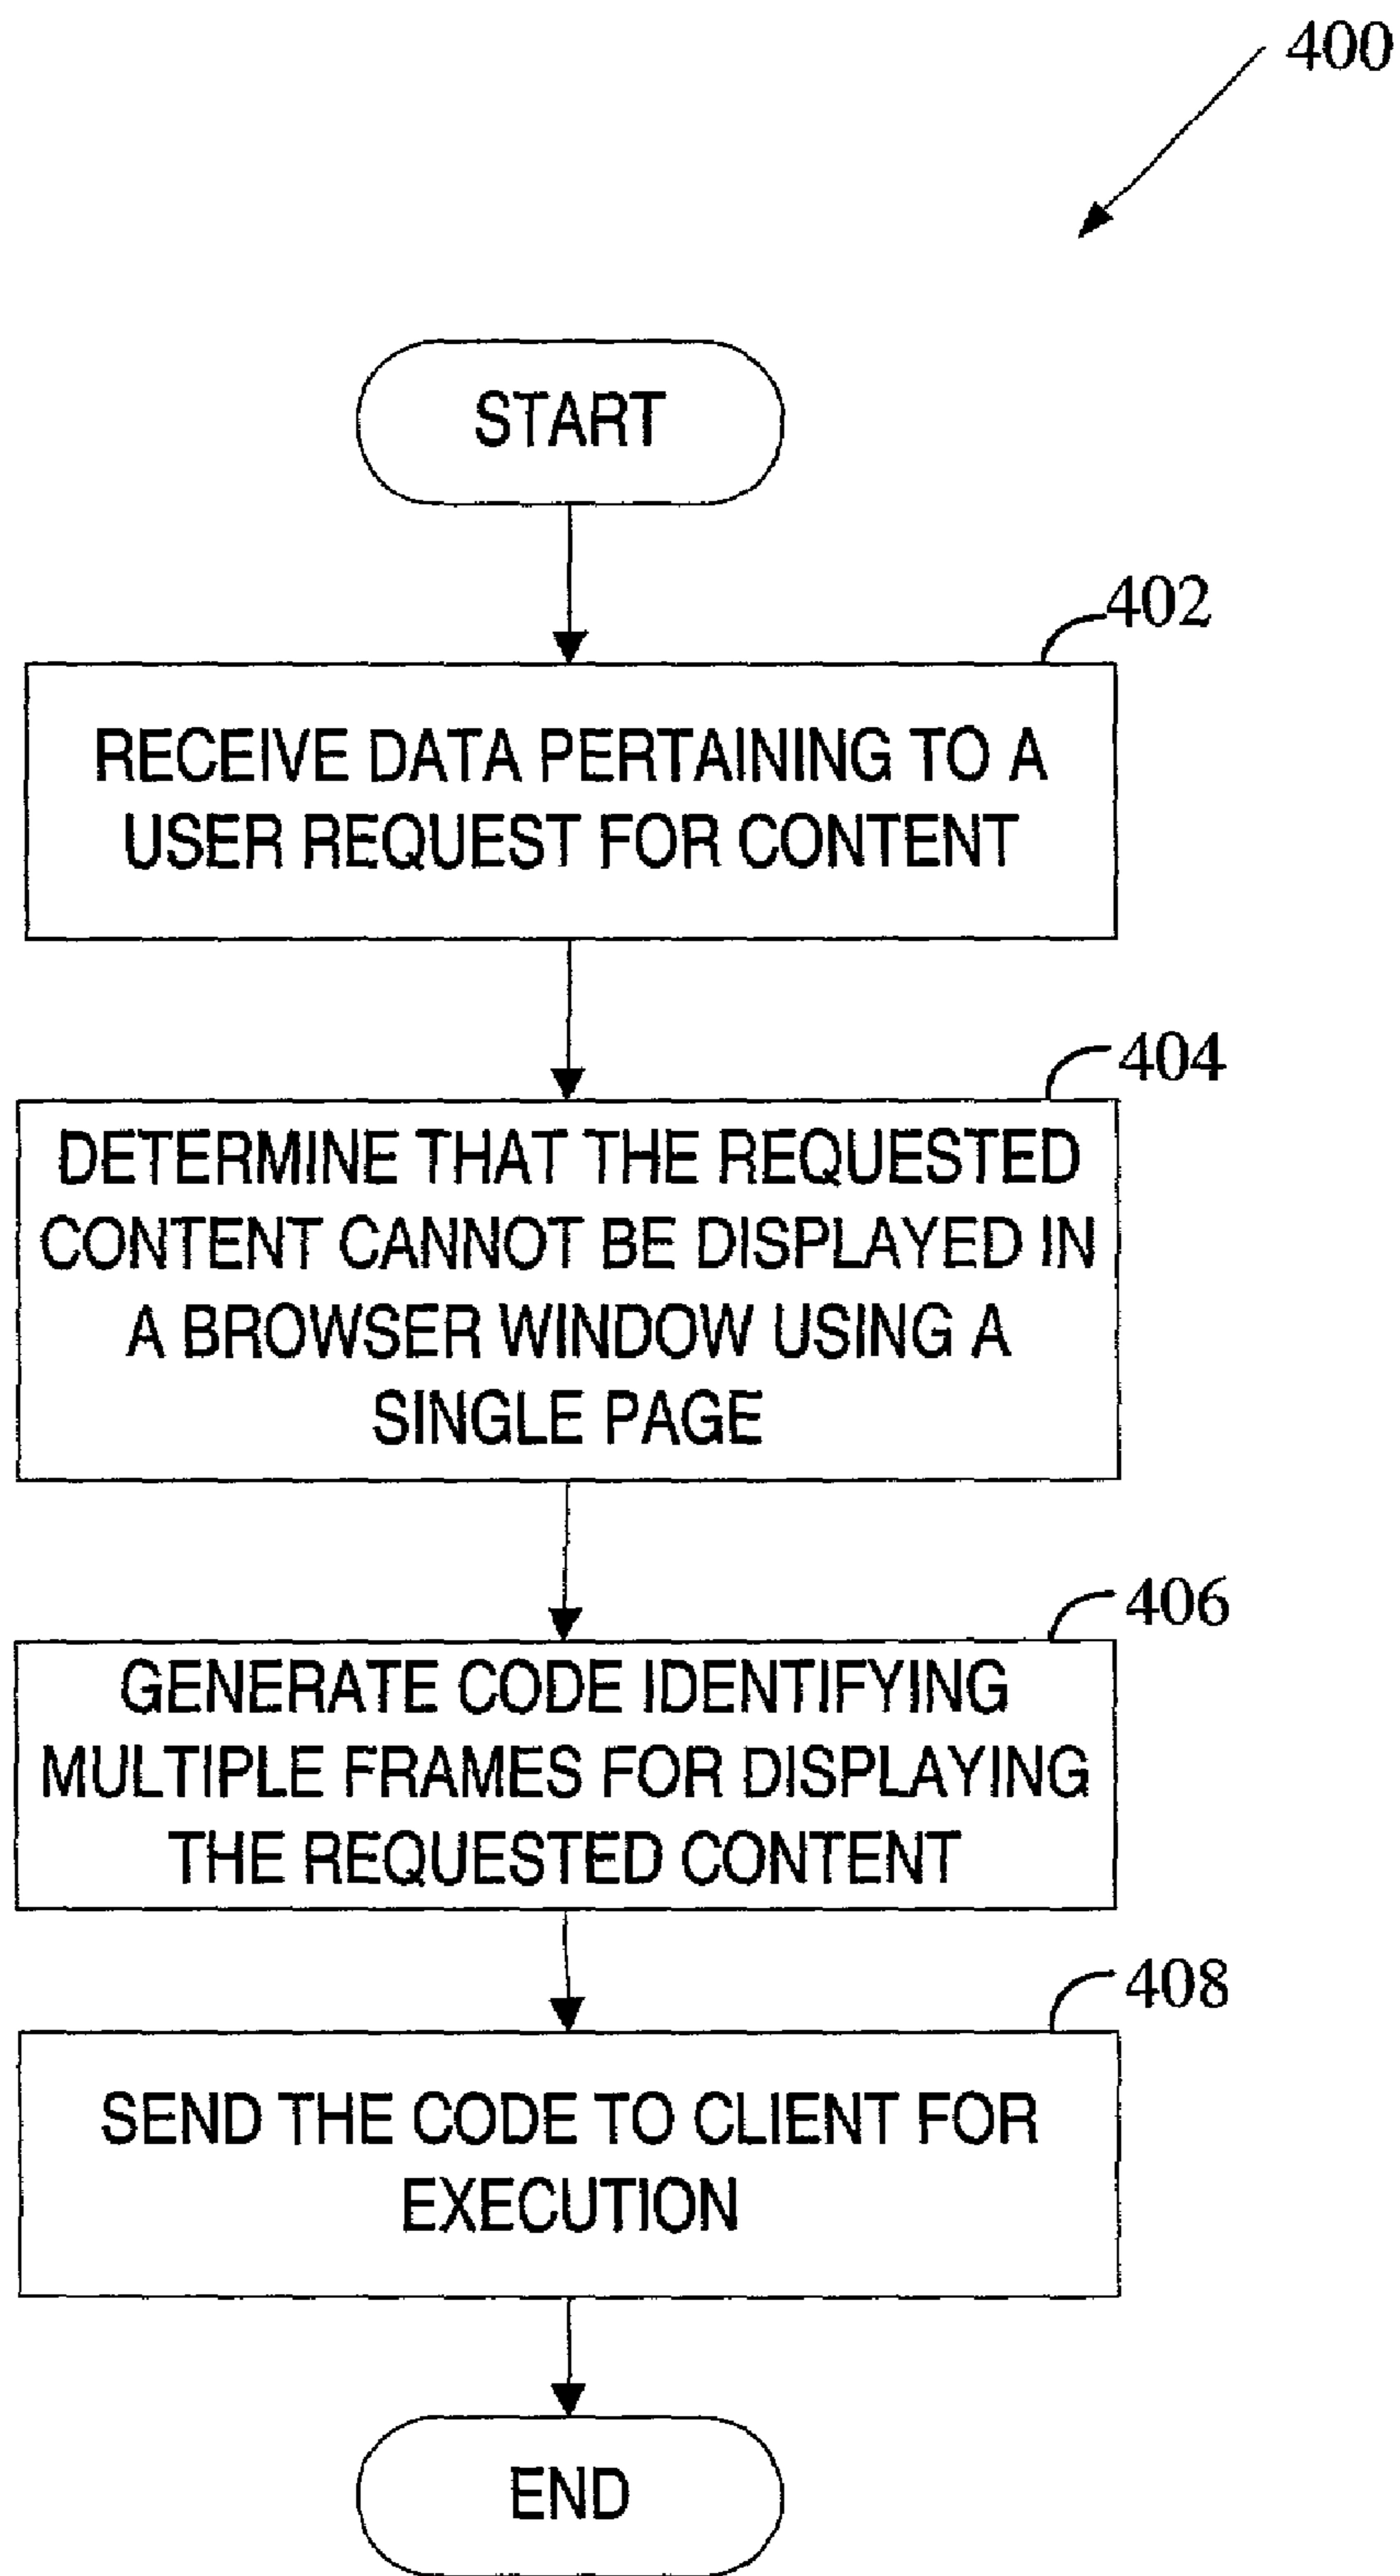 400
START
402
RECEIVE DATA PERTAINING TO A
USER REQUEST FOR CONTENT
404
DETERMINE THAT THE REQUESTED
CONTENT CANNOT BE DISPLAYED IN
A BROWSER WINDOW USING A
SINGLE PAGE
406
GENERATE CODE IDENTIFYING
MULTIPLE FRAMES FOR DISPLAYING
THE REQUESTED CONTENT
408
SEND THE CODE TO CLIENT FOR
EXECUTION
END